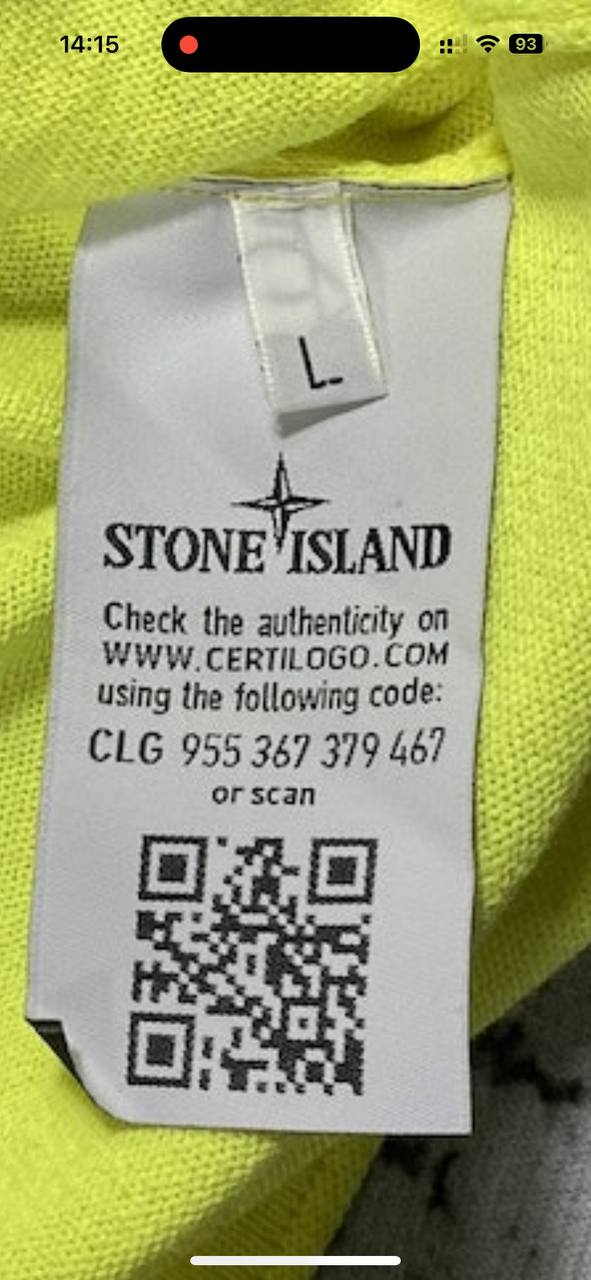 14:15
93
L
STONE ISLAND
Check the authenticity on
WWW.CERTILOGO.COM
using the following code:
CLG 955 367 379 467
or scan